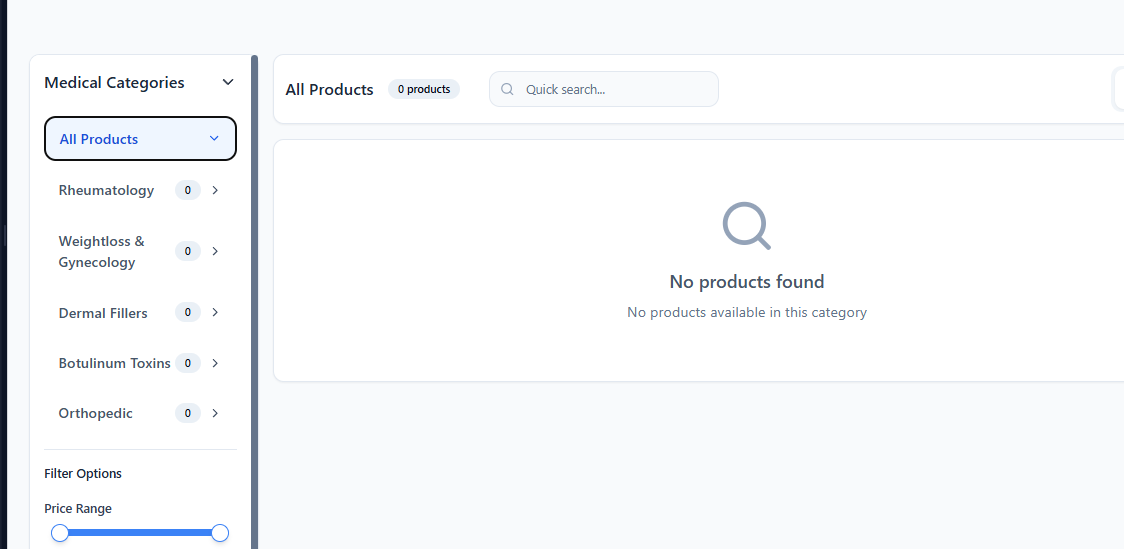 Medical Categories
All Products
Rheumatology 0
Weightloss &
Gynecology 0
Dermal Fillers 0
Botulinum Toxins 0
Orthopedic 0
Filter Options
Price Range
All Products 0 products Quick search...
No products found
No products available in this category